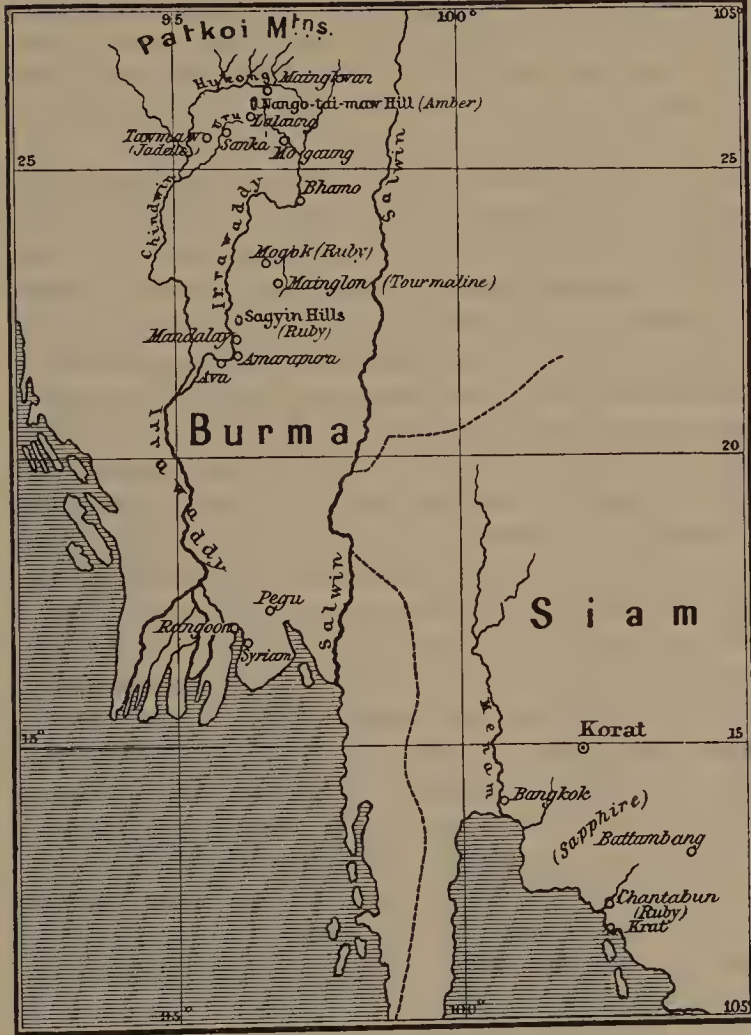 95
100°
105°
Patkoi Mtns.
Hukong
Maingkwan
Nango-tai-maw Hill (Amber)
Uru
Lalaung
Tawmaw
(Jadeite)
Sanka
Mogaung
25
25
Salwin
Chindwin
Bhamo
Irrawaddy
Mogok (Ruby)
Mainglon (Tourmaline)
Sagyin Hills
(Ruby)
Mandalay
Amarapura
Ava
Burma
20
Irrawaddy
Salwin
Pegu
Rangoon
Syriam
Siam
Menam
Korat
15°
15
Bangkok
(Sapphire)
Battambang
Chantabun
(Ruby)
Krat
95°
100°
105°